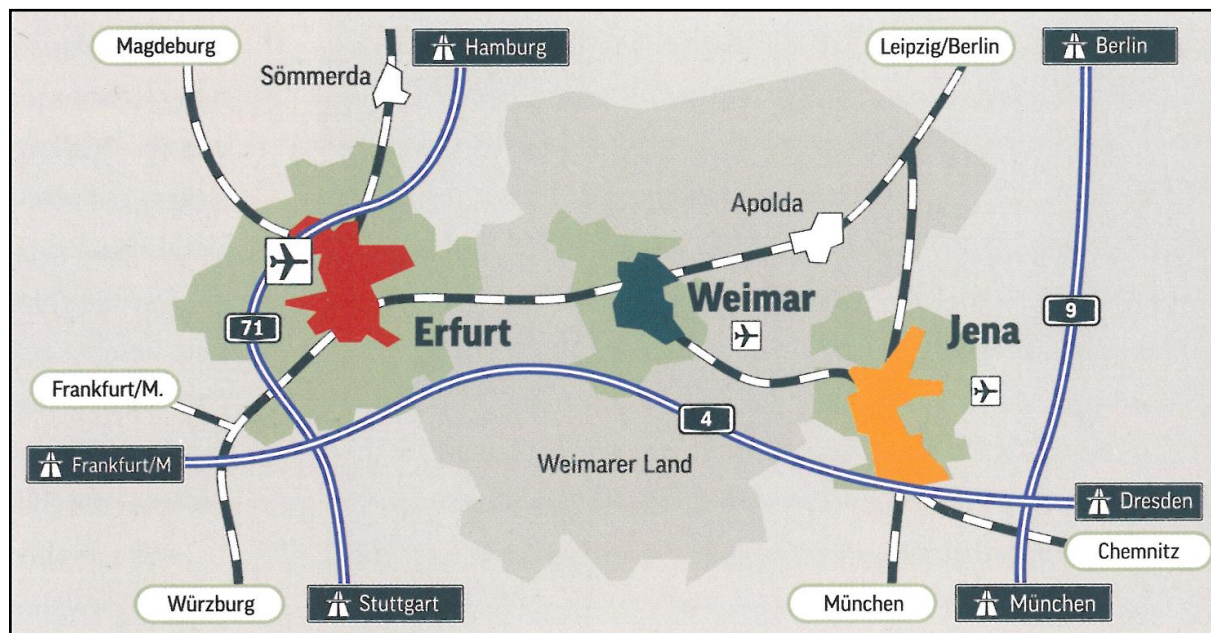 Magdeburg
Hamburg
Leipzig/Berlin
Berlin
Sömmerda
Apolda
Weimar
Erfurt
Jena
71
9
4
Frankfurt/M.
Frankfurt/M
Weimarer Land
Dresden
Chemnitz
Würzburg
Stuttgart
München
München